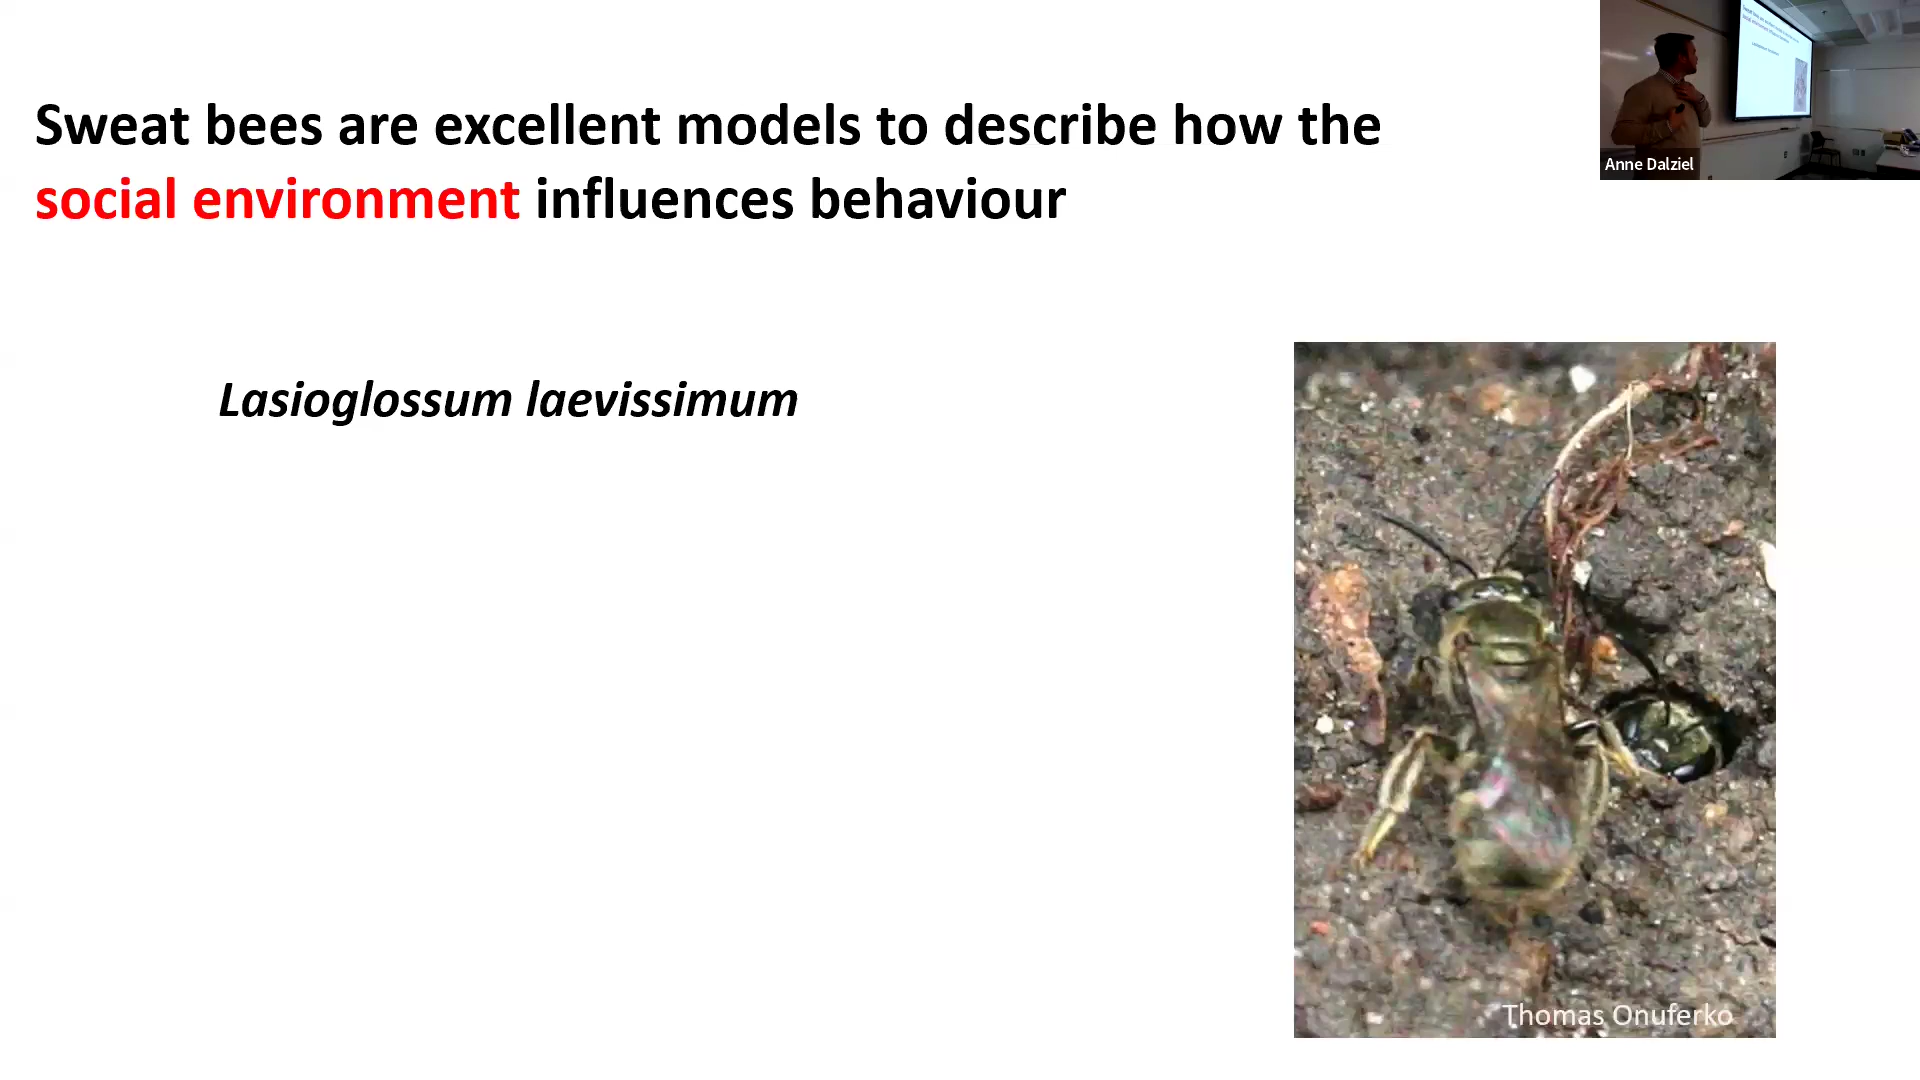 Sweat bees are excellent models to describe how the
social environment influences behaviour
Anne Dalziel
Lasioglossum laevissimum
Thomas Onuferko